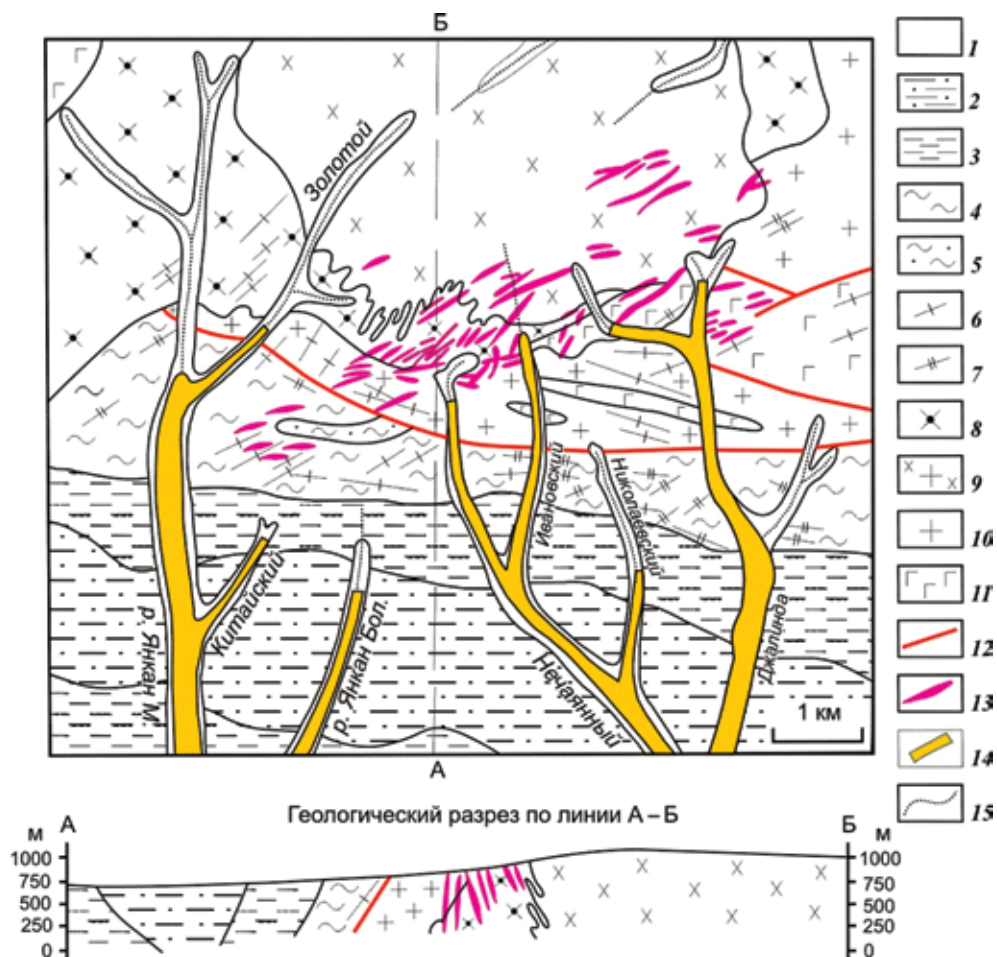 Б
1
2
3
4
5
6
7
8
9
10
11
12
13
14
15
Золотой
Ивановский
Николаевский
Китайский
р. Янкан М.
р. Янкан Бол.
Нечаянный
Джалинда
1 км
А
Геологический разрез по линии А – Б
А
Б
м
м
1000
1000
750
750
500
500
250
250
0
0